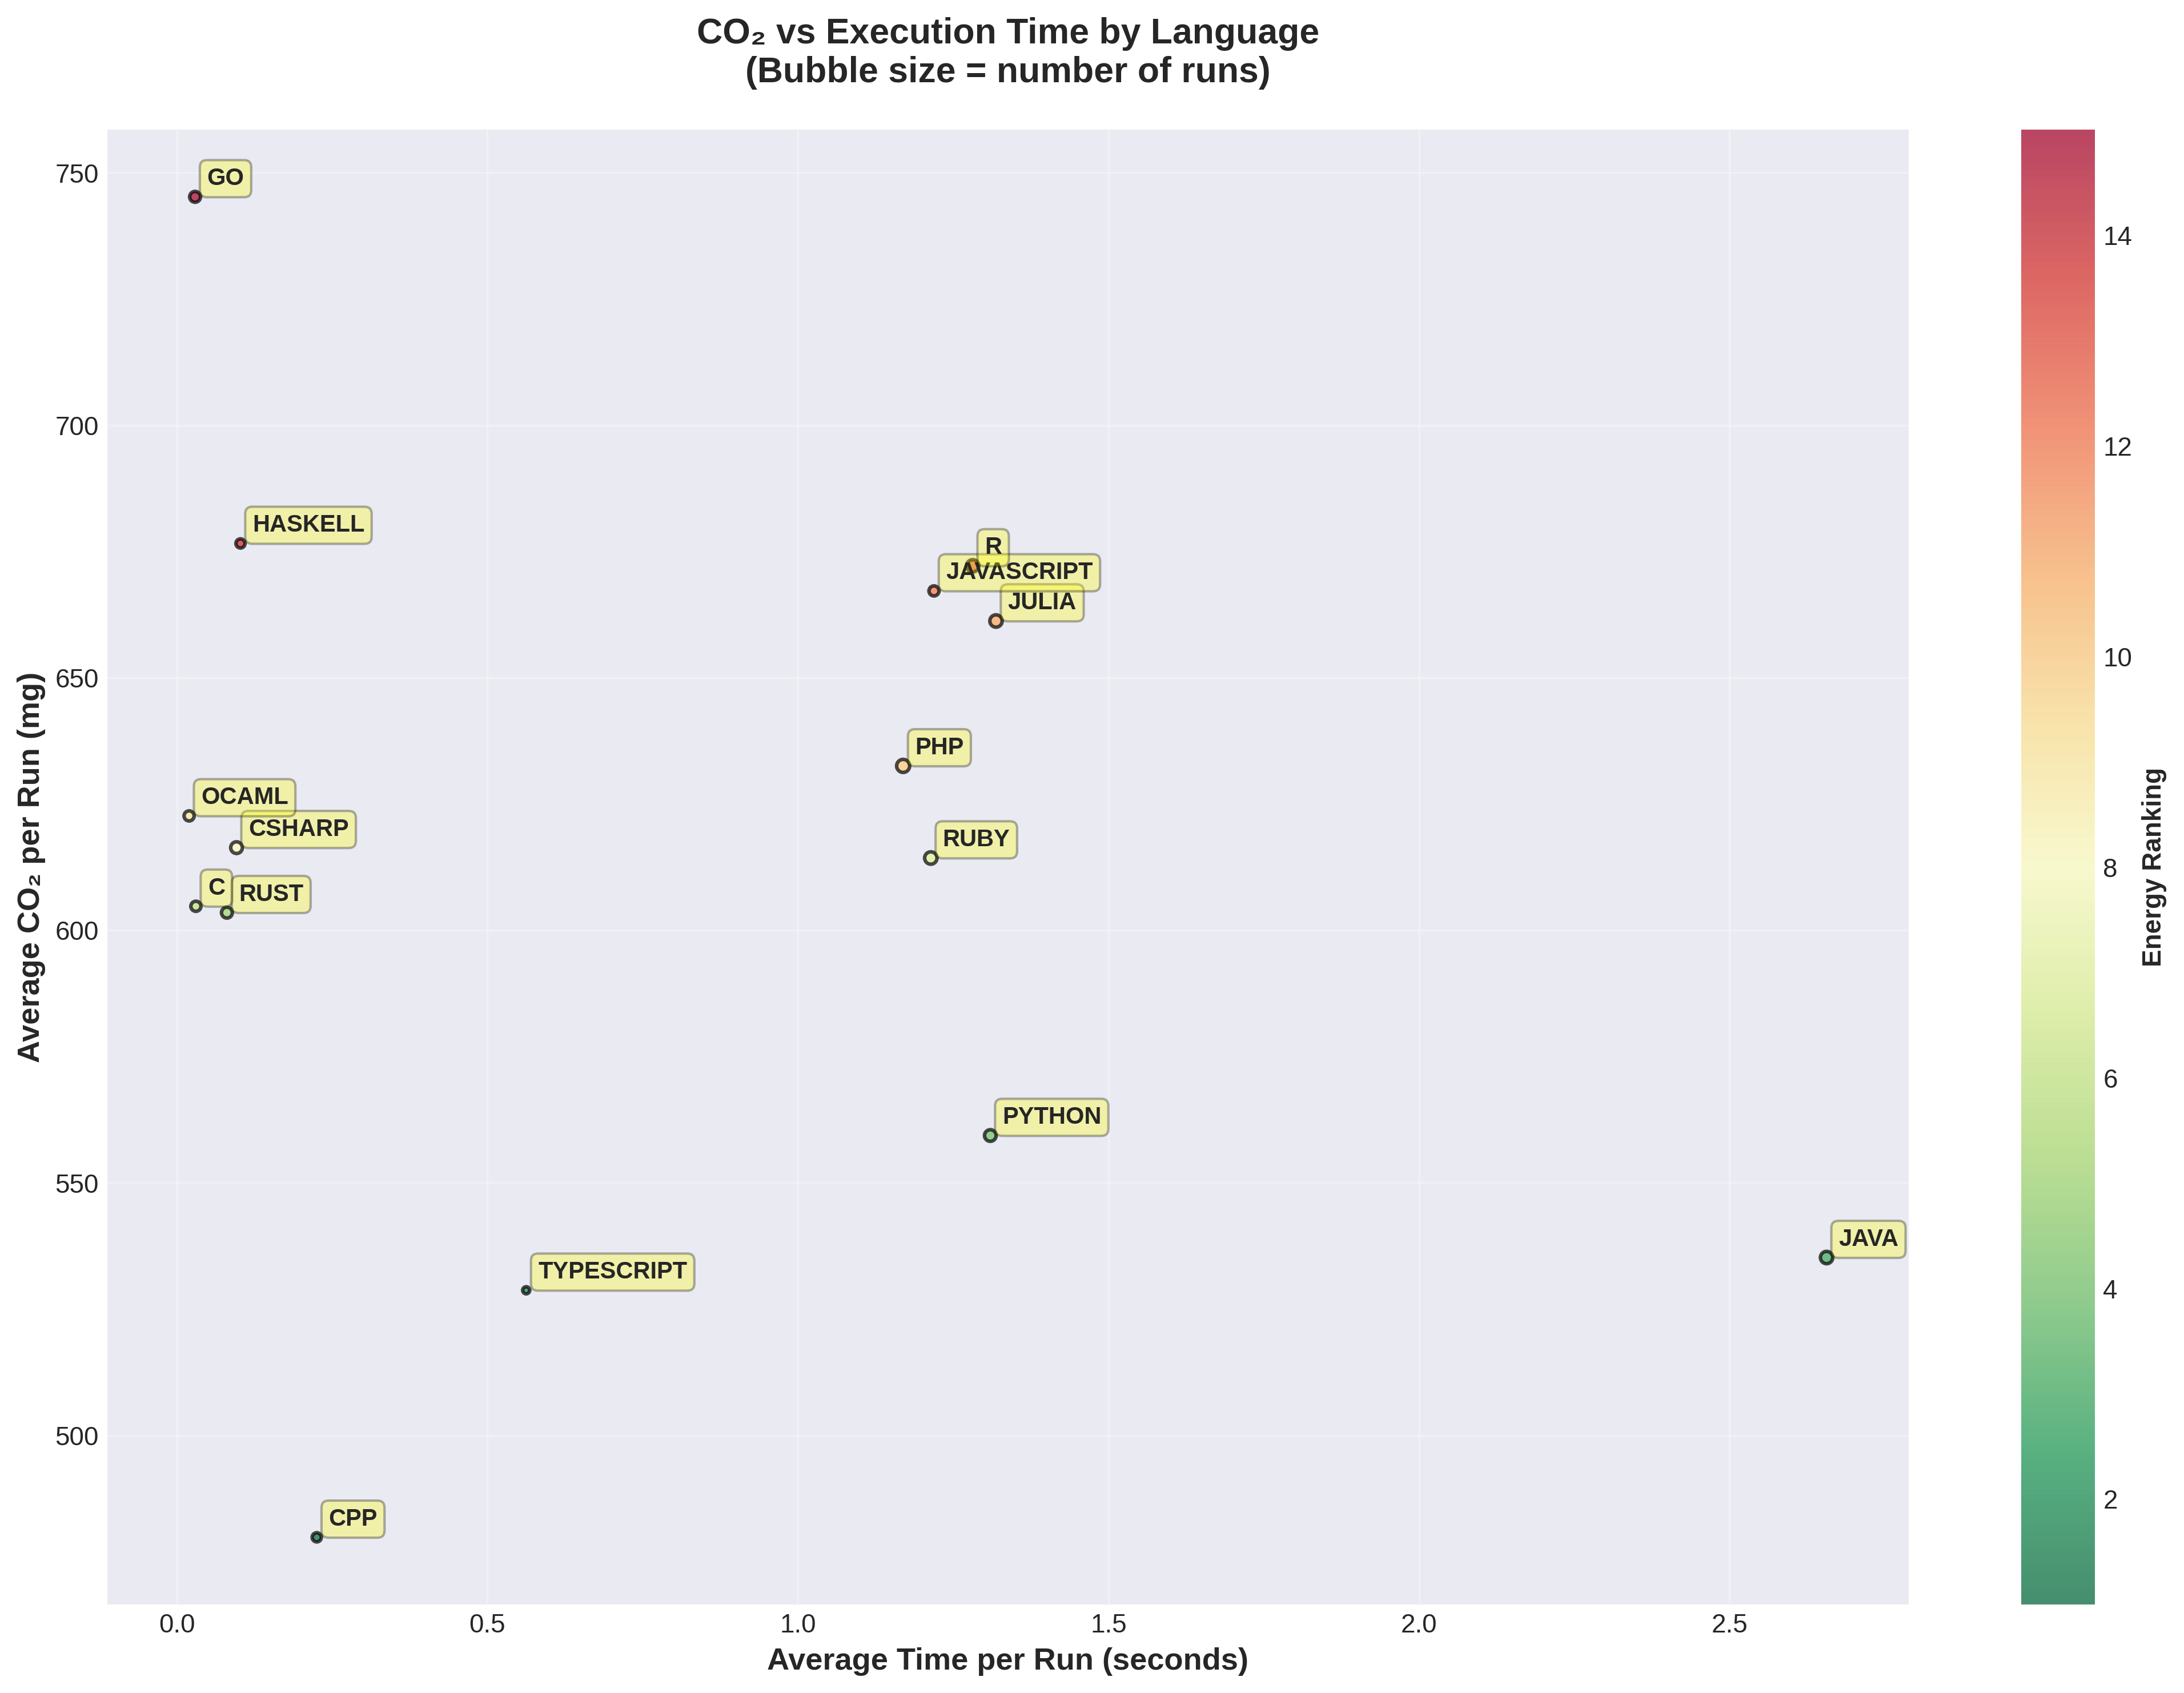 CO₂ vs Execution Time by Language
(Bubble size = number of runs)
Average CO₂ per Run (mg)
750
700
650
600
550
500
GO
HASKELL
R
JAVASCRIPT
JULIA
PHP
OCAML
CSHARP
RUBY
C
RUST
PYTHON
JAVA
TYPESCRIPT
CPP
0.0
0.5
1.0
1.5
2.0
2.5
Average Time per Run (seconds)
14
12
10
8
6
4
2
Energy Ranking